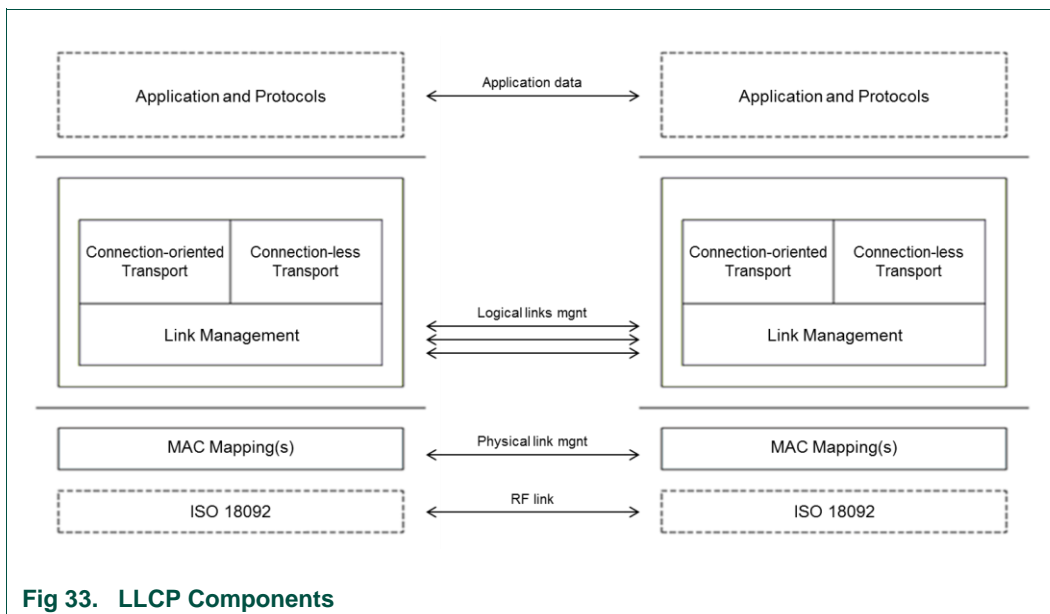 Application and Protocols
Application data
Application and Protocols
Connection-oriented
Transport
Connection-less
Transport
Link Management
Logical links mgnt
Connection-oriented
Transport
Connection-less
Transport
Link Management
MAC Mapping(s)
Physical link mgnt
MAC Mapping(s)
ISO 18092
RF link
ISO 18092
Fig 33. LLCP Components